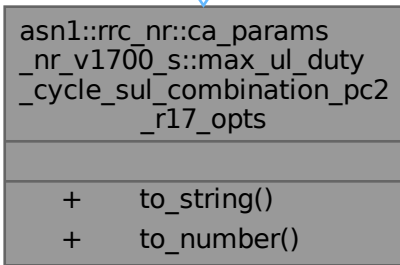 asn1::rrc_nr::ca_params
_nr_v1700_s::max_ul_duty
_cycle_sul_combination_pc2
_r17_opts
+ to_string()
+ to_number()